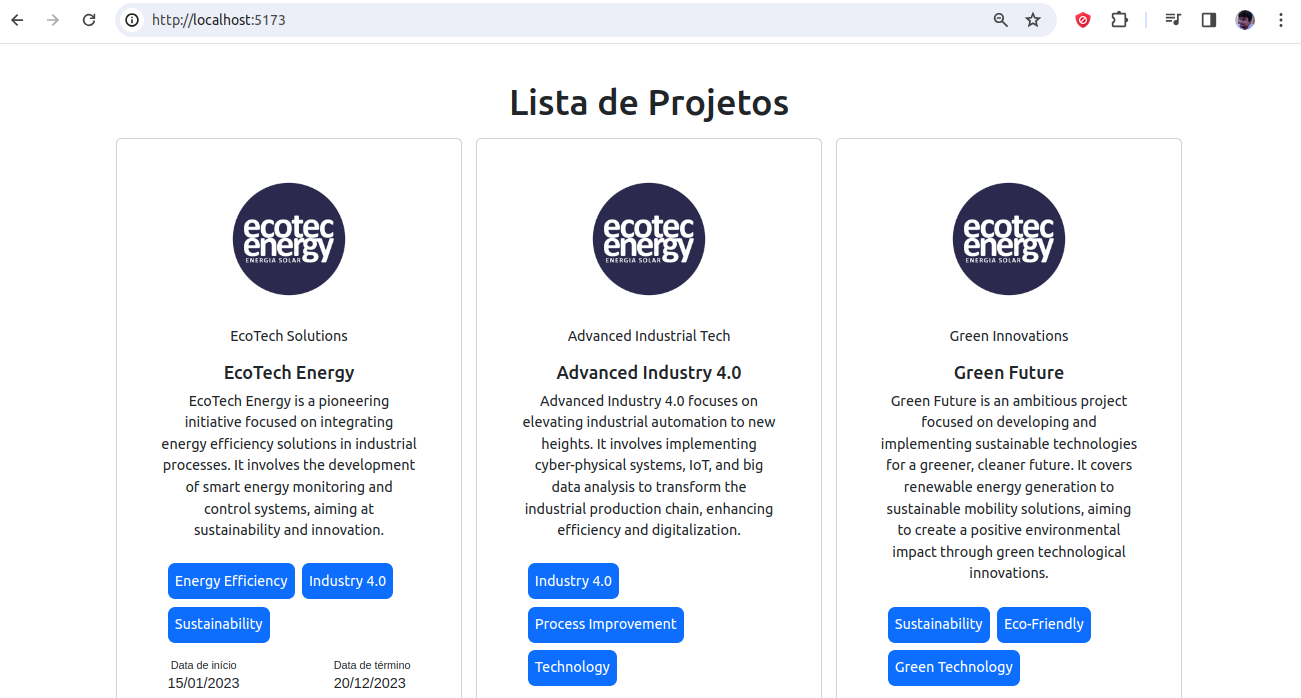 http://localhost:5173
Lista de Projetos
ecotec
energy
ENERGIA SOLAR
EcoTech Solutions
EcoTech Energy
EcoTech Energy is a pioneering
initiative focused on integrating
energy efficiency solutions in industrial
processes. It involves the development
of smart energy monitoring and
control systems, aiming at
sustainability and innovation.
Energy Efficiency
Industry 4.0
Sustainability
Data de início
Data de término
15/01/2023
20/12/2023
ecotec
energy
ENERGIA SOLAR
Advanced Industrial Tech
Advanced Industry 4.0
Advanced Industry 4.0 focuses on
elevating industrial automation to new
heights. It involves implementing
cyber-physical systems, IoT, and big
data analysis to transform the
industrial production chain, enhancing
efficiency and digitalization.
Industry 4.0
Process Improvement
Technology
ecotec
energy
ENERGIA SOLAR
Green Innovations
Green Future
Green Future is an ambitious project
focused on developing and
implementing sustainable technologies
for a greener, cleaner future. It covers
renewable energy generation to
sustainable mobility solutions, aiming
to create a positive environmental
impact through green technological
innovations.
Sustainability
Eco-Friendly
Green Technology